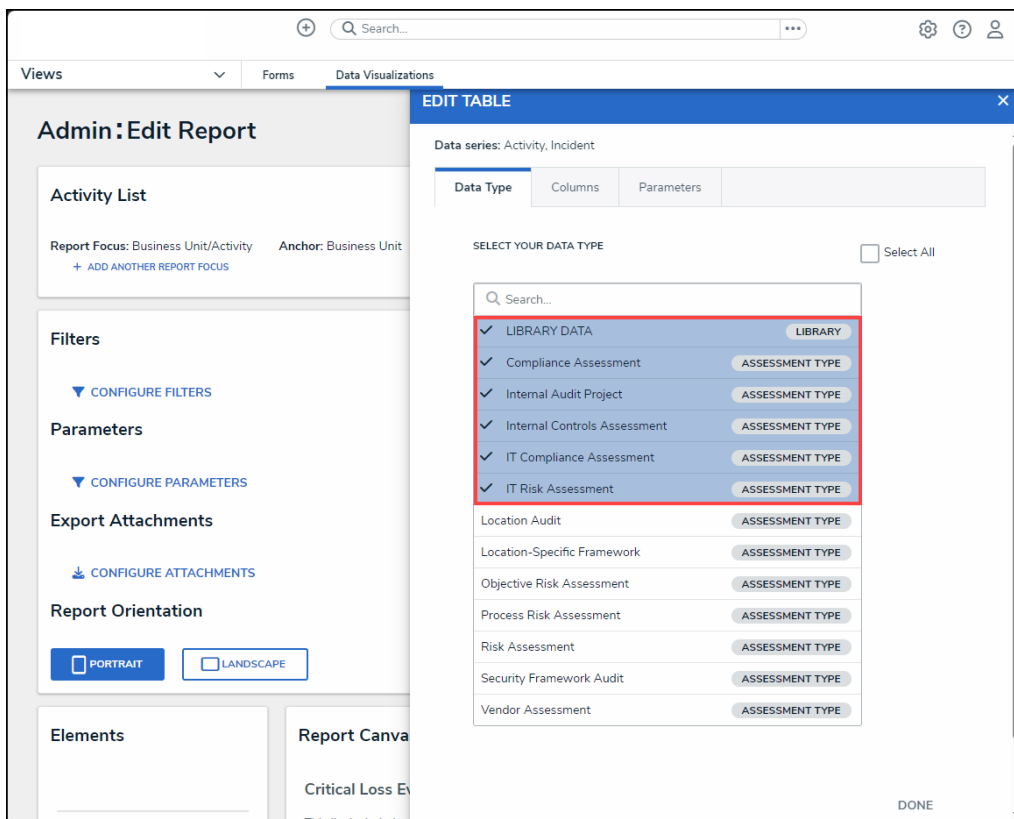 Search...
Views
Forms
Data Visualizations
Admin:Edit Report
Activity List
Report Focus: Business Unit/Activity Anchor: Business Unit
+ ADD ANOTHER REPORT FOCUS
Filters
CONFIGURE FILTERS
Parameters
CONFIGURE PARAMETERS
Export Attachments
CONFIGURE ATTACHMENTS
Report Orientation
PORTRAIT
LANDSCAPE
Elements
Report Canva
Critical Loss Ev
EDIT TABLE
Data series: Activity, Incident
Data Type
Columns
Parameters
SELECT YOUR DATA TYPE
Select All
Search...
LIBRARY DATA LIBRARY
Compliance Assessment ASSESSMENT TYPE
Internal Audit Project ASSESSMENT TYPE
Internal Controls Assessment ASSESSMENT TYPE
IT Compliance Assessment ASSESSMENT TYPE
IT Risk Assessment ASSESSMENT TYPE
Location Audit ASSESSMENT TYPE
Location-Specific Framework ASSESSMENT TYPE
Objective Risk Assessment ASSESSMENT TYPE
Process Risk Assessment ASSESSMENT TYPE
Risk Assessment ASSESSMENT TYPE
Security Framework Audit ASSESSMENT TYPE
Vendor Assessment ASSESSMENT TYPE
DONE